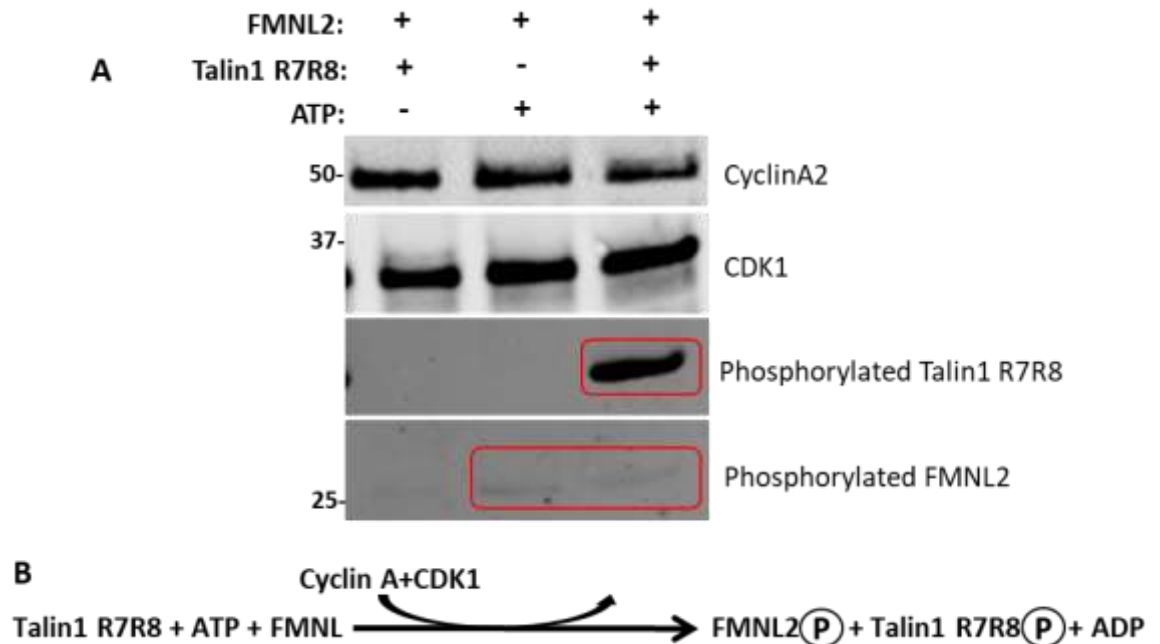 FMNL2: + + +
A Talin1 R7R8: + - +
ATP: - + +
50- CyclinA2
37-
CDK1
Phosphorylated Talin1 R7R8
Phosphorylated FMNL2
25-
B
Cyclin A+CDK1
Talin1 R7R8 + ATP + FMNL FMNL2 P + Talin1 R7R8 P + ADP